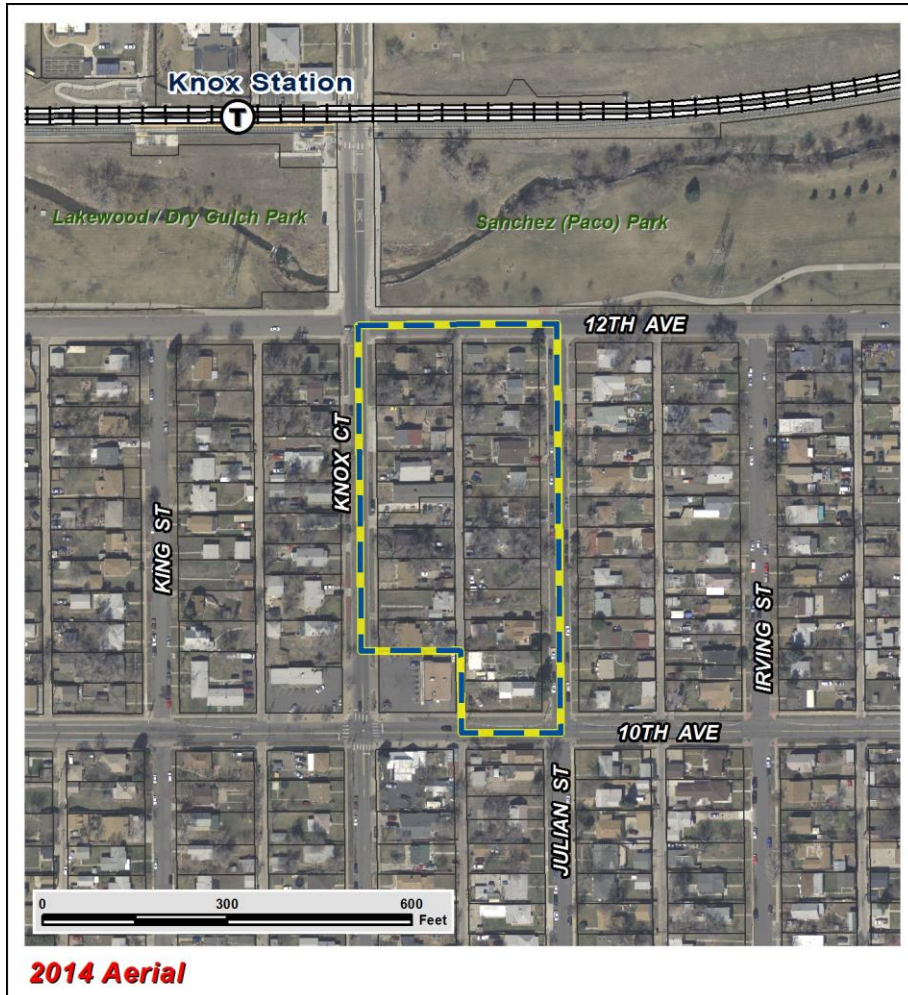 Knox Station
T
Lakewood / Dry Gulch Park
Sanchez (Paco) Park
12TH AVE
KNOX CT
KING ST
IRVING ST
10TH AVE
JULIAN ST
0 300 600
Feet
2014 Aerial